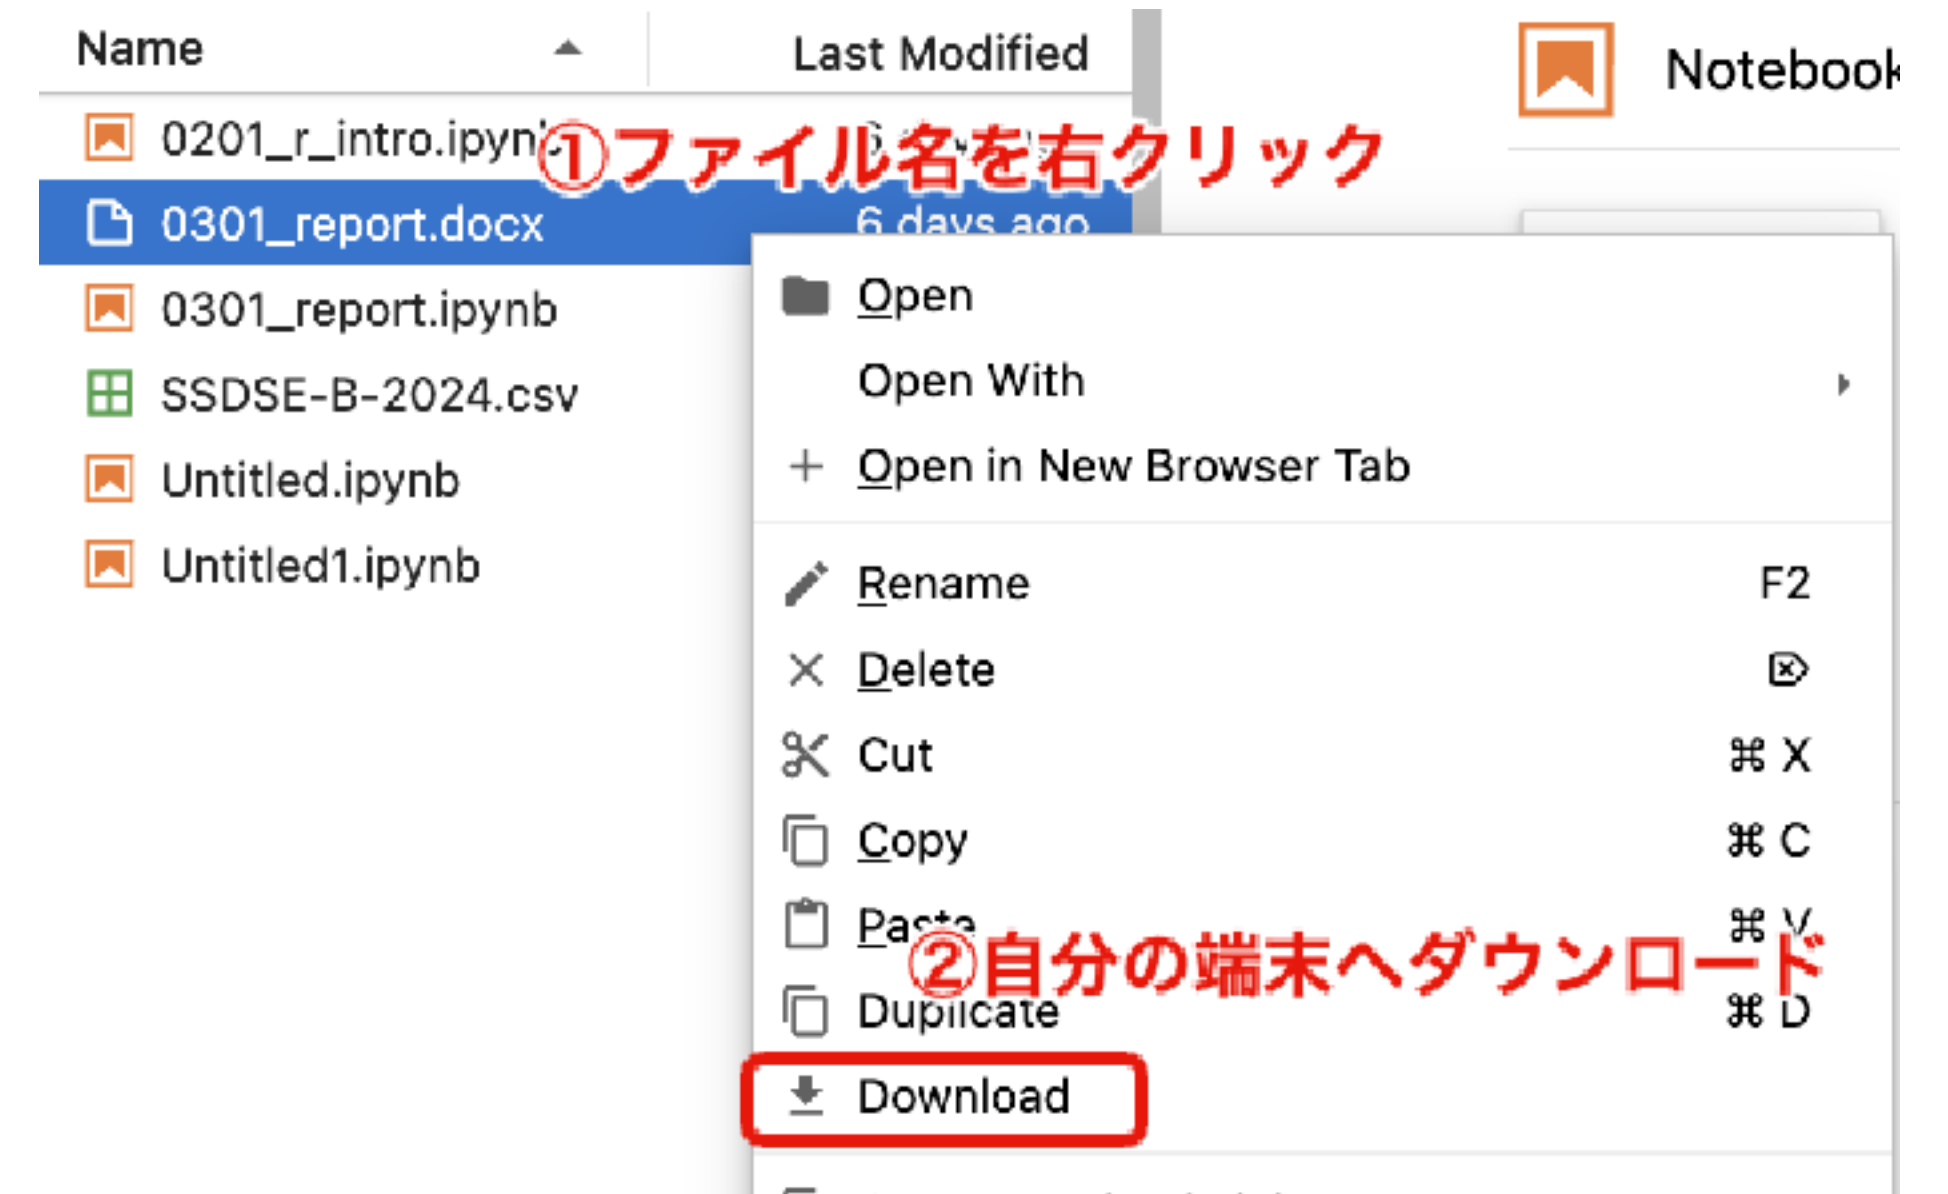 Name
Last Modified
Notebook
0201_r_intro.ipynb
①ファイル名を右クリック
0301_report.docx
6 days ago
0301_report.ipynb
SSDSE-B-2024.csv
Untitled.ipynb
Untitled1.ipynb
Open
Open With
Open in New Browser Tab
Rename F2
Delete
Cut ⌘ X
Copy ⌘ C
Paste ⌘ V
②自分の端末へダウンロード
Duplicate ⌘ D
Download